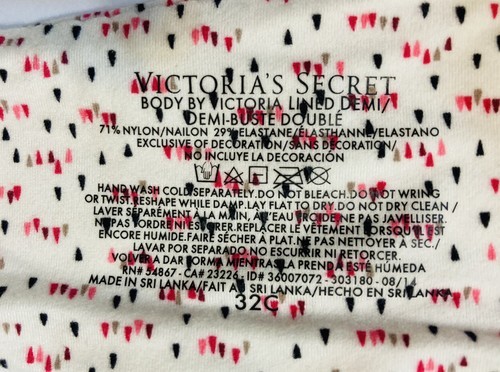 VICTORIA'S SECRET
BODY BY VICTORIA LINED DEMI/
DEMI-BUSTE DOUBLÉ
71% NYLON/NAILON 29% ELASTANE/ÉLASTHANNE/ELASTANO
EXCLUSIVE OF DECORATION/SANS DÉCORATION/
NO INCLUYE LA DECORACIÓN
HAND WASH COLD SEPARATELY. DO NOT BLEACH. DO NOT WRING
OR TWIST. RESHAPE WHILE DAMP. LAY FLAT TO DRY. DO NOT DRY CLEAN /
LAVER SÉPARÉMENT, À LA MAIN, À L'EAU FROIDE. NE PAS JAVELLISER.
NE PAS TORDRE NI ESSORER. REPLACER LE VÊTEMENT LORSQU'IL EST
ENCORE HUMIDE. FAIRE SÉCHER À PLAT. NE PAS NETTOYER À SEC./
LAVAR POR SEPARADO. NO ESCURRIR NI RETORCER.
VOLVER A DAR FORMA MIENTRAS LA PRENDA ESTÉ HÚMEDA
RN# 54867 - CA# 23226 - ID# 36007072 - 303180 - 08/14
MADE IN SRI LANKA/FAIT AU SRI LANKA/HECHO EN SRI LANKA
32C